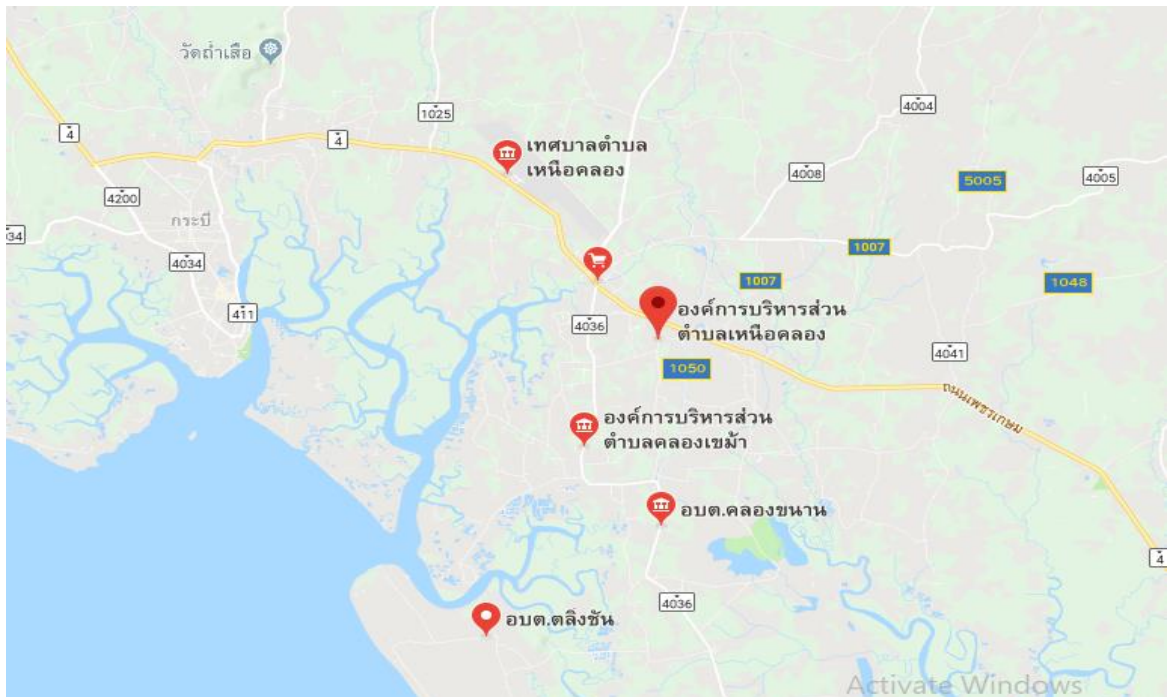 วัดถ้ำเสือ
4004
1025
4
4
เทศบาลตำบล
เหนือคลอง
4008
5005
4005
4200
กระบี่
034
4034
1007
1007
1048
411
4036
องค์การบริหารส่วน
ตำบลเหนือคลอง
4041
1050
ถนนเพชรเกษม
องค์การบริหารส่วน
ตำบลคลองเขม้า
อบต.คลองขนาน
4
4036
อบต.ตลิ่งชัน
Activate Windows